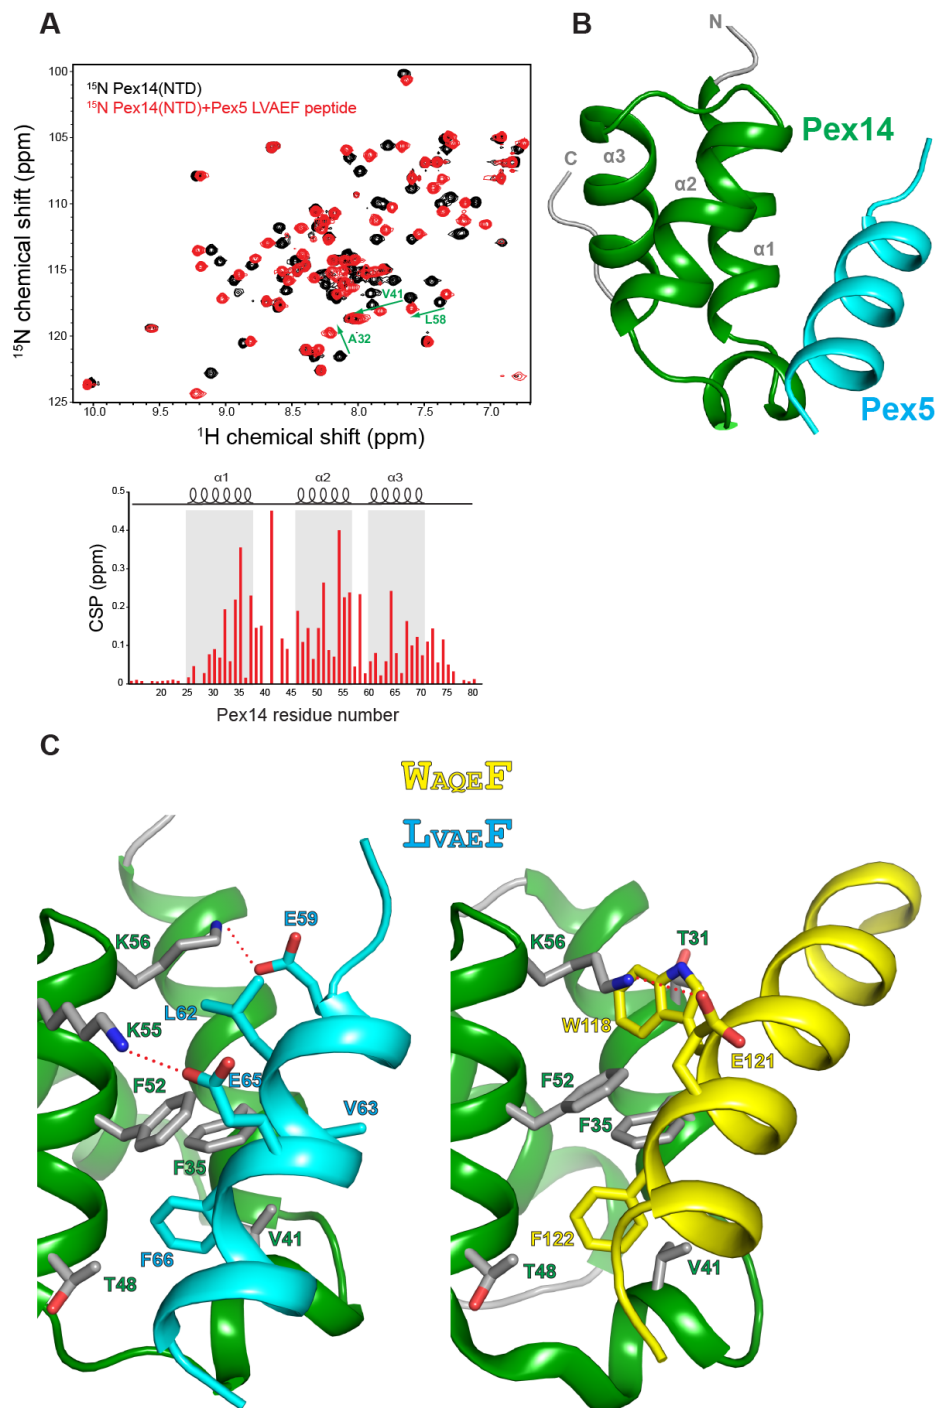 A
B
¹⁵N Pex14(NTD)
¹⁵N Pex14(NTD)+Pex5 LVAEF peptide
¹⁵N chemical shift (ppm)
100
105
110
115
120
125
V41
L58
A32
10.0
9.5
9.0
8.5
8.0
7.5
7.0
¹H chemical shift (ppm)
N
C
α3
α2
α1
Pex14
Pex5
α1
α2
α3
CSP (ppm)
0.5
0.4
0.3
0.2
0.1
0
20
25
30
35
40
45
50
55
60
65
70
75
80
Pex14 residue number
C
WAQEF
LVAEF
K56
E59
L62
K55
E65
F52
V63
F35
F66
V41
T48
K56
T31
W118
E121
F52
F35
F122
T48
V41